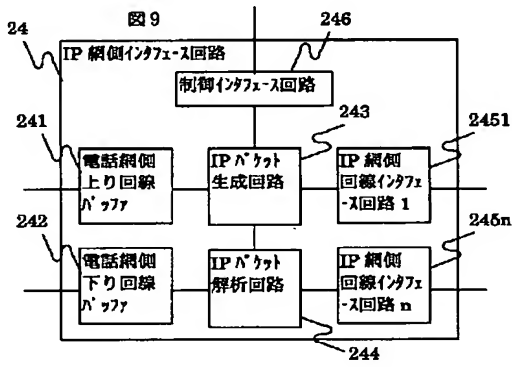 図9
24
246
IP 網側インタフェース回路
制御インタフェース回路
241
243
2451
電話網側
上り回線
バッファ
IP パケット
生成回路
IP 網側
回線インタフェ
ース回路 1
242
245n
電話網側
下り回線
バッファ
IP パケット
解析回路
IP 網側
回線インタフェ
ース回路 n
244